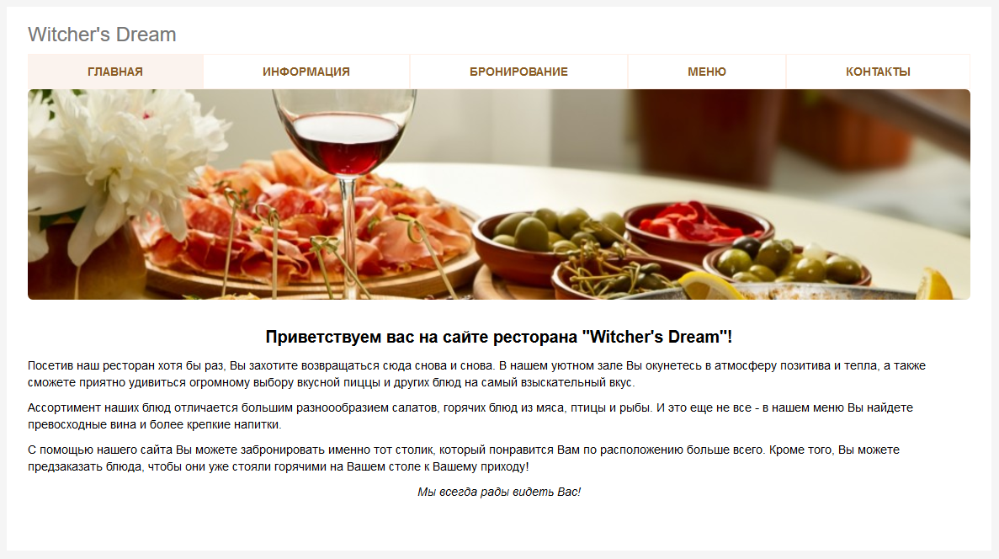 Witcher's Dream
ГЛАВНАЯ ИНФОРМАЦИЯ БРОНИРОВАНИЕ МЕНЮ КОНТАКТЫ
Приветствуем вас на сайте ресторана "Witcher's Dream"!
Посетив наш ресторан хотя бы раз, Вы захотите возвращаться сюда снова и снова. В нашем уютном зале Вы окунетесь в атмосферу позитива и тепла, а также
сможете приятно удивиться огромному выбору вкусной пиццы и других блюд на самый взыскательный вкус.
Ассортимент наших блюд отличается большим разноообразием салатов, горячих блюд из мяса, птицы и рыбы. И это еще не все - в нашем меню Вы найдете
превосходные вина и более крепкие напитки.
С помощью нашего сайта Вы можете забронировать именно тот столик, который понравится Вам по расположению больше всего. Кроме того, Вы можете
предзаказать блюда, чтобы они уже стояли горячими на Вашем столе к Вашему приходу!
Мы всегда рады видеть Вас!